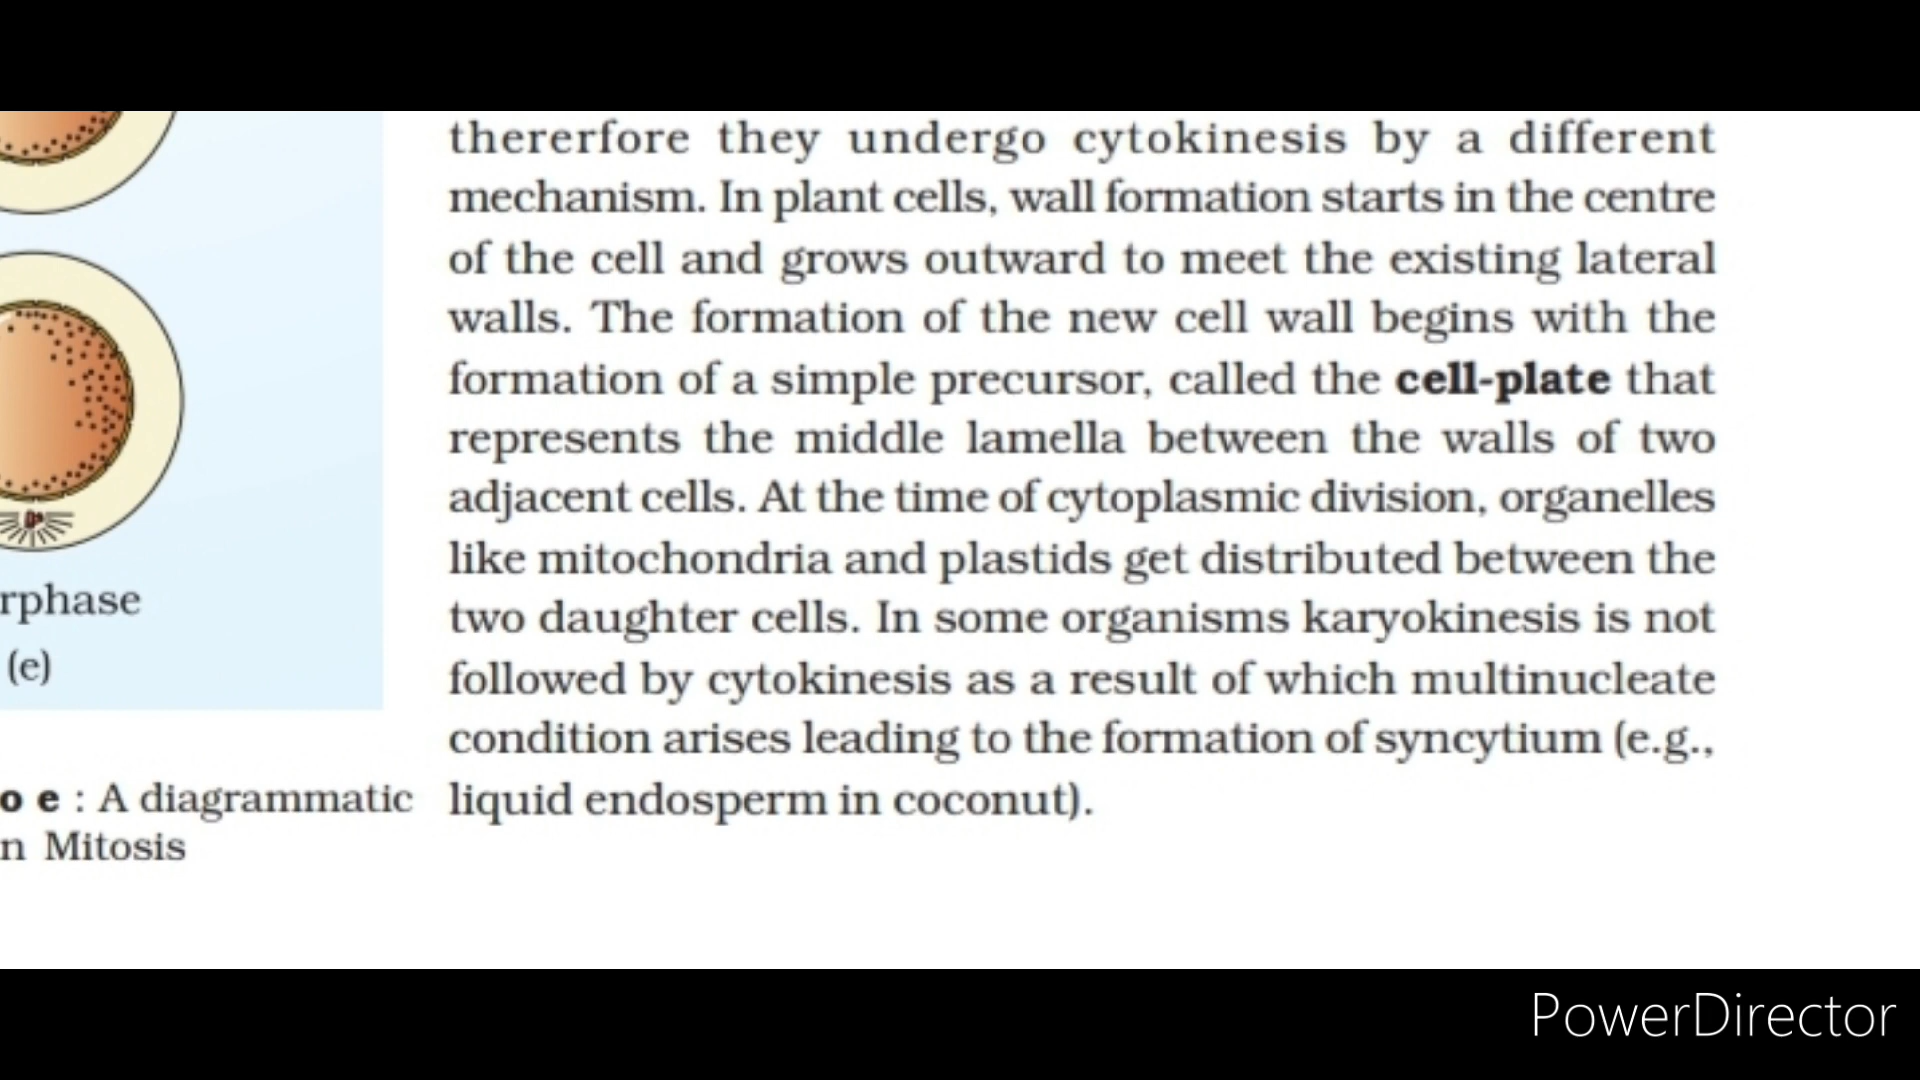 thererfore they undergo cytokinesis by a different
mechanism. In plant cells, wall formation starts in the centre
of the cell and grows outward to meet the existing lateral
walls. The formation of the new cell wall begins with the
formation of a simple precursor, called the cell-plate that
represents the middle lamella between the walls of two
adjacent cells. At the time of cytoplasmic division, organelles
like mitochondria and plastids get distributed between the
two daughter cells. In some organisms karyokinesis is not
followed by cytokinesis as a result of which multinucleate
condition arises leading to the formation of syncytium (e.g.,
liquid endosperm in coconut).
rphase
(e)
o e : A diagrammatic
n Mitosis
PowerDirector